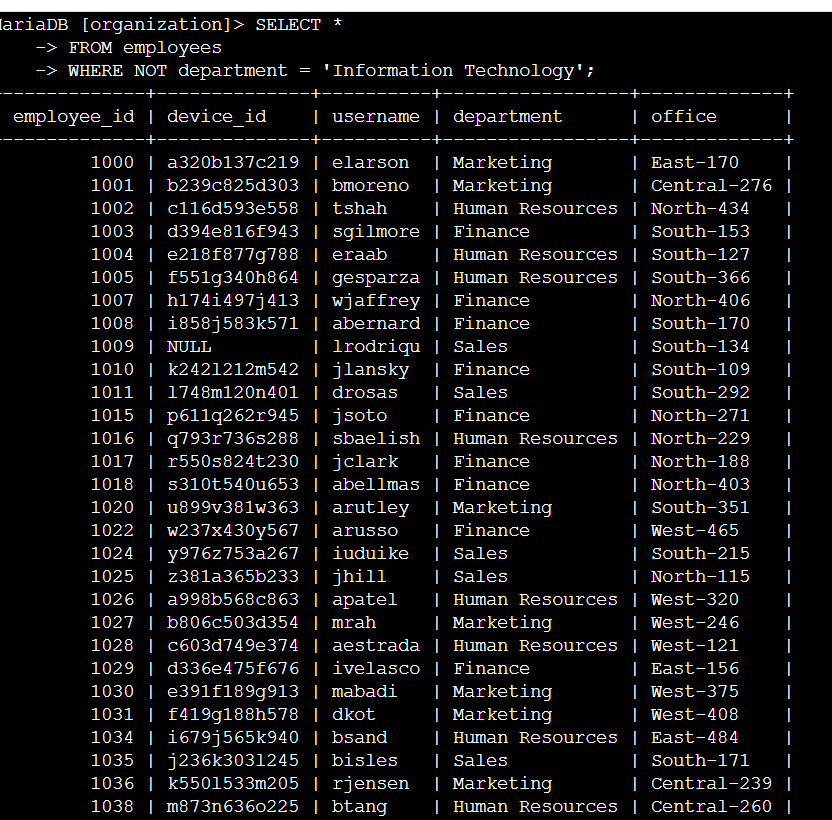 MariaDB [organization]> SELECT *
    -> FROM employees
    -> WHERE NOT department = 'Information Technology';
employee_id | device_id | username | department | office |
1000 | a320b137c219 | elarson | Marketing | East-170 |
1001 | b239c825d303 | bmoreno | Marketing | Central-276 |
1002 | c116d593e558 | tshah | Human Resources | North-434 |
1003 | d394e816f943 | sgilmore | Finance | South-153 |
1004 | e218f877g788 | eraab | Human Resources | South-127 |
1005 | f551g340h864 | gesparza | Human Resources | South-366 |
1007 | h174i497j413 | wjaffrey | Finance | North-406 |
1008 | i858j583k571 | abernard | Finance | South-170 |
1009 | NULL | lrodriqu | Sales | South-134 |
1010 | k242l212m542 | jlansky | Finance | South-109 |
1011 | l748m120n401 | drosas | Sales | South-292 |
1015 | p611q262r945 | jsoto | Finance | North-271 |
1016 | q793r736s288 | sbaelish | Human Resources | North-229 |
1017 | r550s824t230 | jclark | Finance | North-188 |
1018 | s310t540u653 | abellmas | Finance | North-403 |
1020 | u899v381w363 | arutley | Marketing | South-351 |
1022 | w237x430y567 | arusso | Finance | West-465 |
1024 | y976z753a267 | iuduike | Sales | South-215 |
1025 | z381a365b233 | jhill | Sales | North-115 |
1026 | a998b568c863 | apatel | Human Resources | West-320 |
1027 | b806c503d354 | mrah | Marketing | West-246 |
1028 | c603d749e374 | aestrada | Human Resources | West-121 |
1029 | d336e475f676 | ivelasco | Finance | East-156 |
1030 | e391f189g913 | mabadi | Marketing | West-375 |
1031 | f419g188h578 | dkot | Marketing | West-408 |
1034 | i679j565k940 | bsand | Human Resources | East-484 |
1035 | j236k303l245 | bisles | Sales | South-171 |
1036 | k550l533m205 | rjensen | Marketing | Central-239 |
1038 | m873n636o225 | btang | Human Resources | Central-260 |